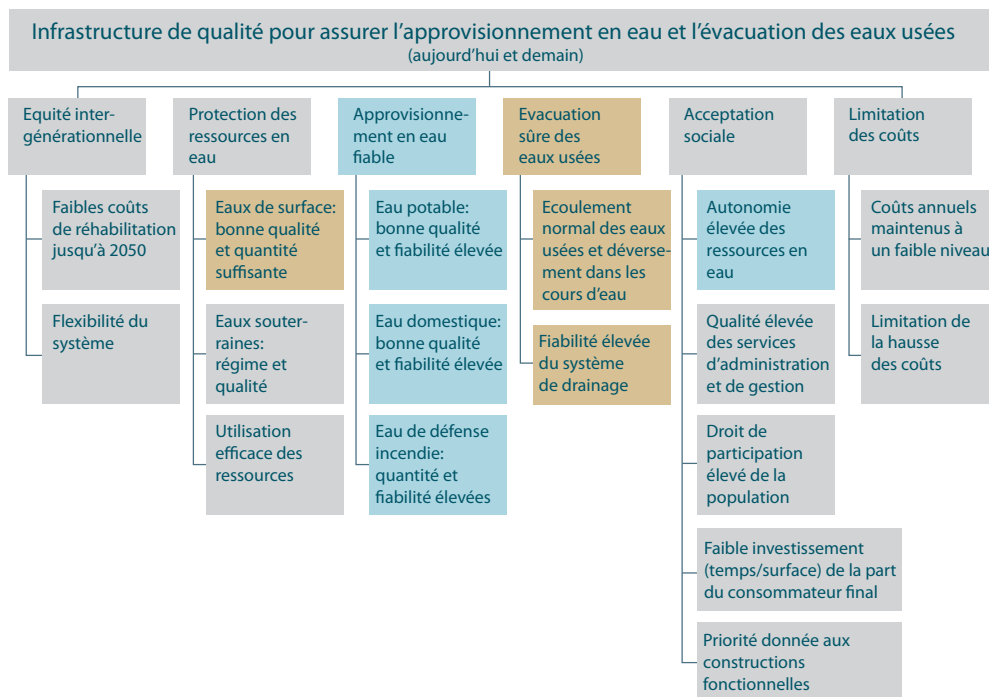 Infrastructure de qualité pour assurer l’approvisionnement en eau et l’évacuation des eaux usées
(aujourd’hui et demain)
Equité inter-
générationnelle
Faibles coûts
de réhabilitation
jusqu’à 2050
Flexibilité du
système
Protection des
ressources en
eau
Eaux de surface:
bonne qualité
et quantité
suffisante
Eaux souter-
raines:
régime et
qualité
Utilisation
efficace des
ressources
Approvisionne-
ment en eau
fiable
Eau potable:
bonne qualité
et fiabilité élevée
Eau domestique:
bonne qualité
et fiabilité élevée
Eau de défense
incendie:
quantité et
fiabilité élevées
Evacuation
sûre des
eaux usées
Ecoulement
normal des eaux
usées et déverse-
ment dans les
cours d’eau
Fiabilité élevée
du système
de drainage
Acceptation
sociale
Autonomie
élevée des
ressources en
eau
Qualité élevée
des services
d’administration
et de gestion
Droit de
participation
élevé de la
population
Faible investissement
(temps/surface) de la part
du consommateur final
Priorité donnée aux
constructions
fonctionnelles
Limitation
des coûts
Coûts annuels
maintenus à
un faible niveau
Limitation de
la hausse
des coûts